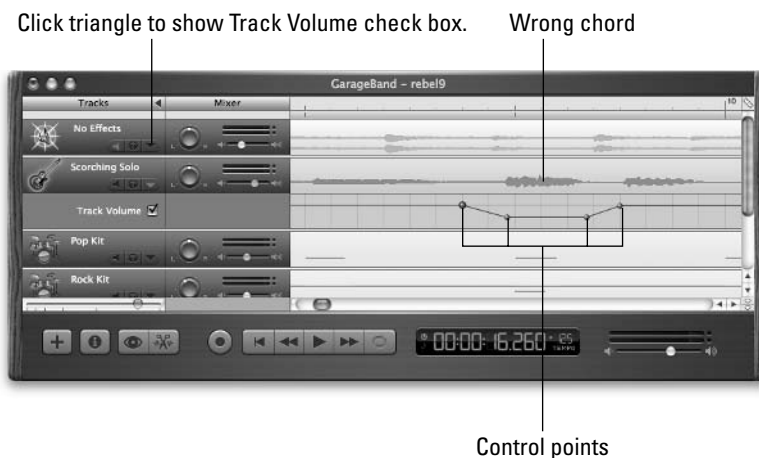 Click triangle to show Track Volume check box. Wrong chord
GarageBand – rebel9
Tracks Mixer
10
No Effects
Scorching Solo
Track Volume
Pop Kit
Rock Kit
00:00:16.260
Control points